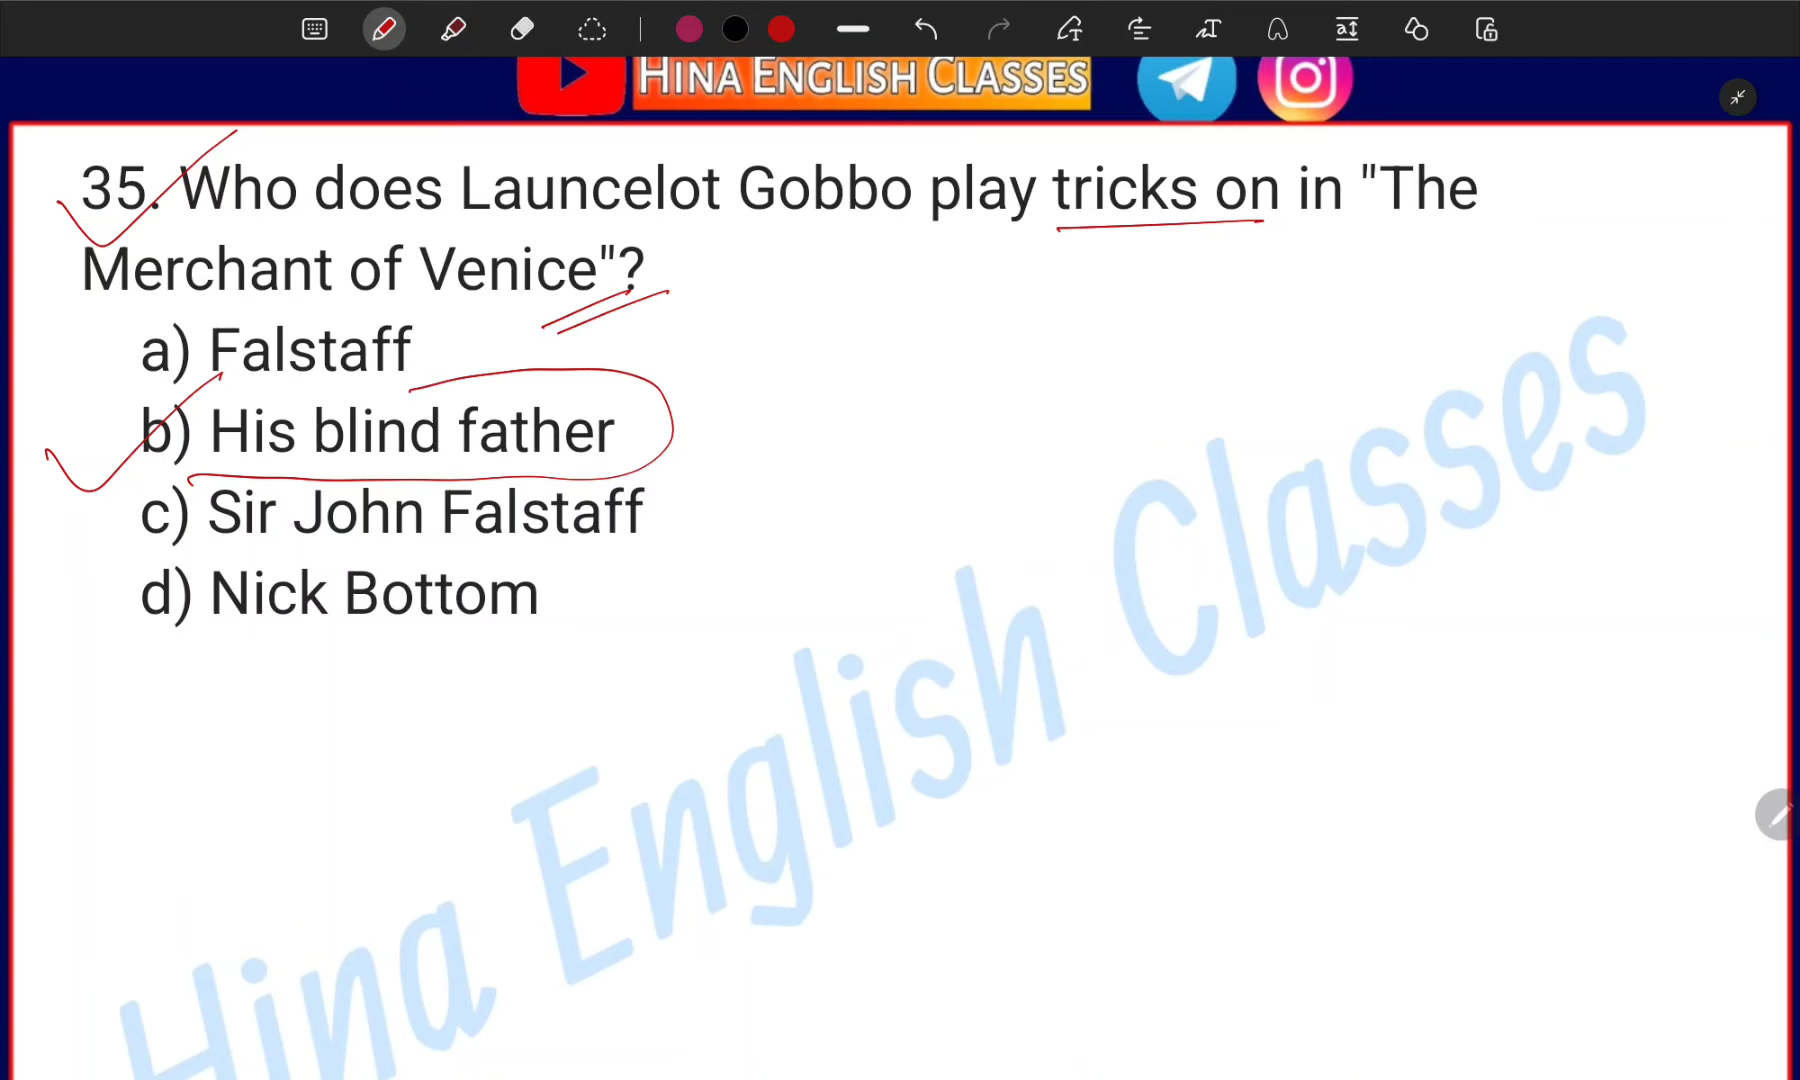 HINA ENGLISH CLASSES
35. Who does Launcelot Gobbo play tricks on in "The
Merchant of Venice"?
a) Falstaff
b) His blind father
c) Sir John Falstaff
d) Nick Bottom
Hina English Classes